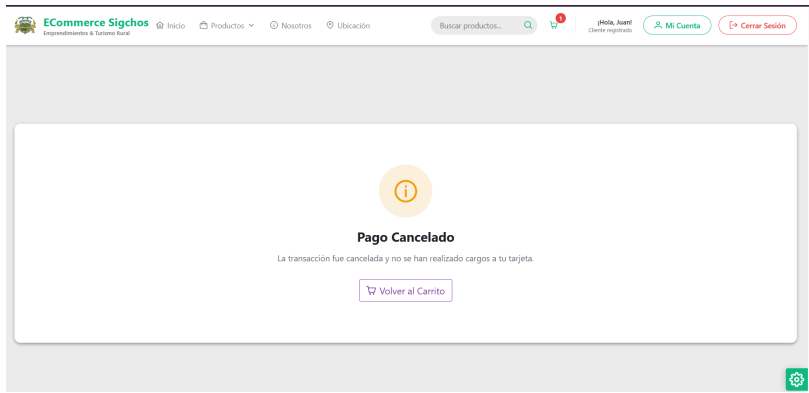 ECommerce Sigchos
Emprendimientos & Turismo Rural
Inicio
Productos
Nosotros
Ubicación
Buscar productos...
1
¡Hola, Juan!
Cliente registrado
Mi Cuenta
Cerrar Sesión
Pago Cancelado
La transacción fue cancelada y no se han realizado cargos a tu tarjeta.
Volver al Carrito